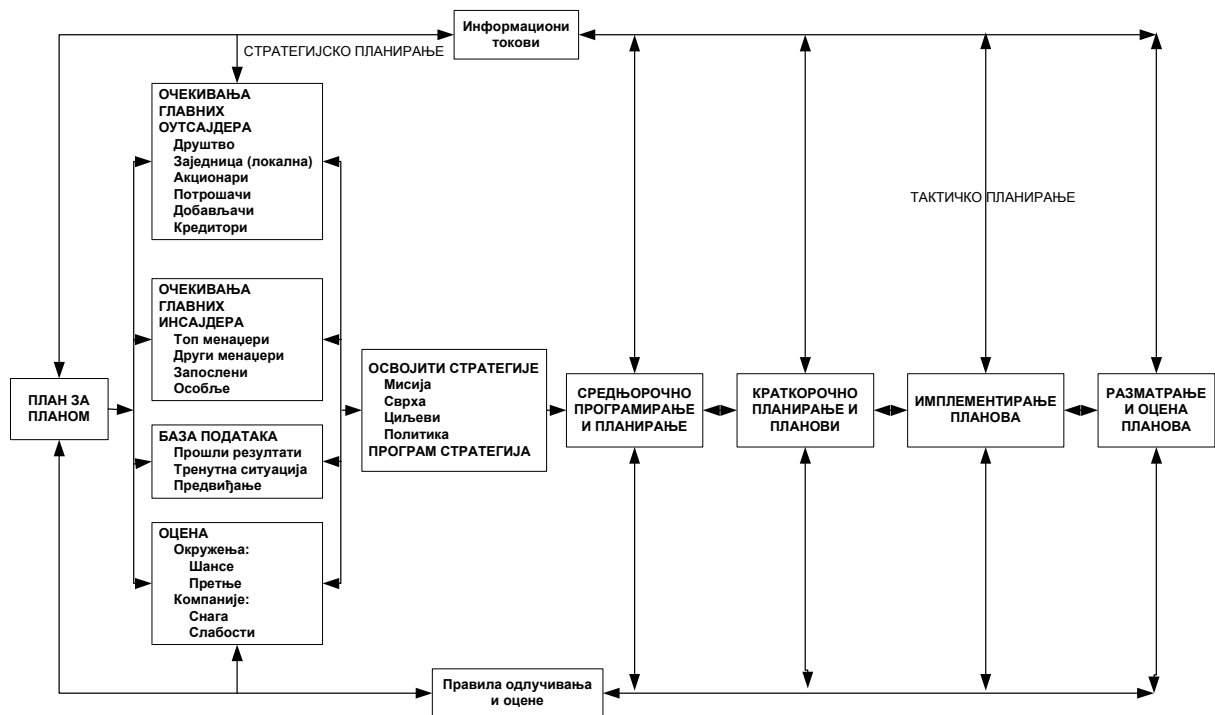 Информациони
токови
СТРАТЕГИЈСКО ПЛАНИРАЊЕ
ОЧЕКИВАЊА
ГЛАВНИХ
ОУТСАЈДЕРА
Друштво
Заједница (локална)
Акционари
Потрошачи
Добављачи
Кредитори
ТАКТИЧКО ПЛАНИРАЊЕ
ОЧЕКИВАЊА
ГЛАВНИХ
ИНСАЈДЕРА
Топ менаџери
Други менаџери
Запослени
Особље
ПЛАН ЗА
ПЛАНОМ
БАЗА ПОДАТАКА
Прошли резултати
Тренутна ситуација
Предвиђање
ОЦЕНА
Окружења:
Шансе
Претње
Компаније:
Снага
Слабости
ОСВОЈИТИ СТРАТЕГИЈЕ
Мисија
Сврха
Циљеви
Политика
ПРОГРАМ СТРАТЕГИЈА
СРЕДЊОРОЧНО
ПРОГРАМИРАЊЕ
И ПЛАНИРАЊЕ
КРАТКОРОЧНО
ПЛАНИРАЊЕ И
ПЛАНОВИ
ИМПЛЕМЕНТИРАЊЕ
ПЛАНОВА
РАЗМАТРАЊЕ
И ОЦЕНА
ПЛАНОВА
Правила одлучивања
и оцене